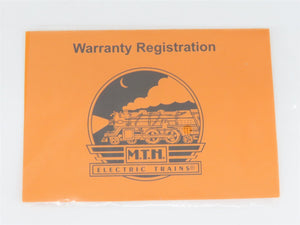 Warranty Registration
M.T.H.
ELECTRIC TRAINS®